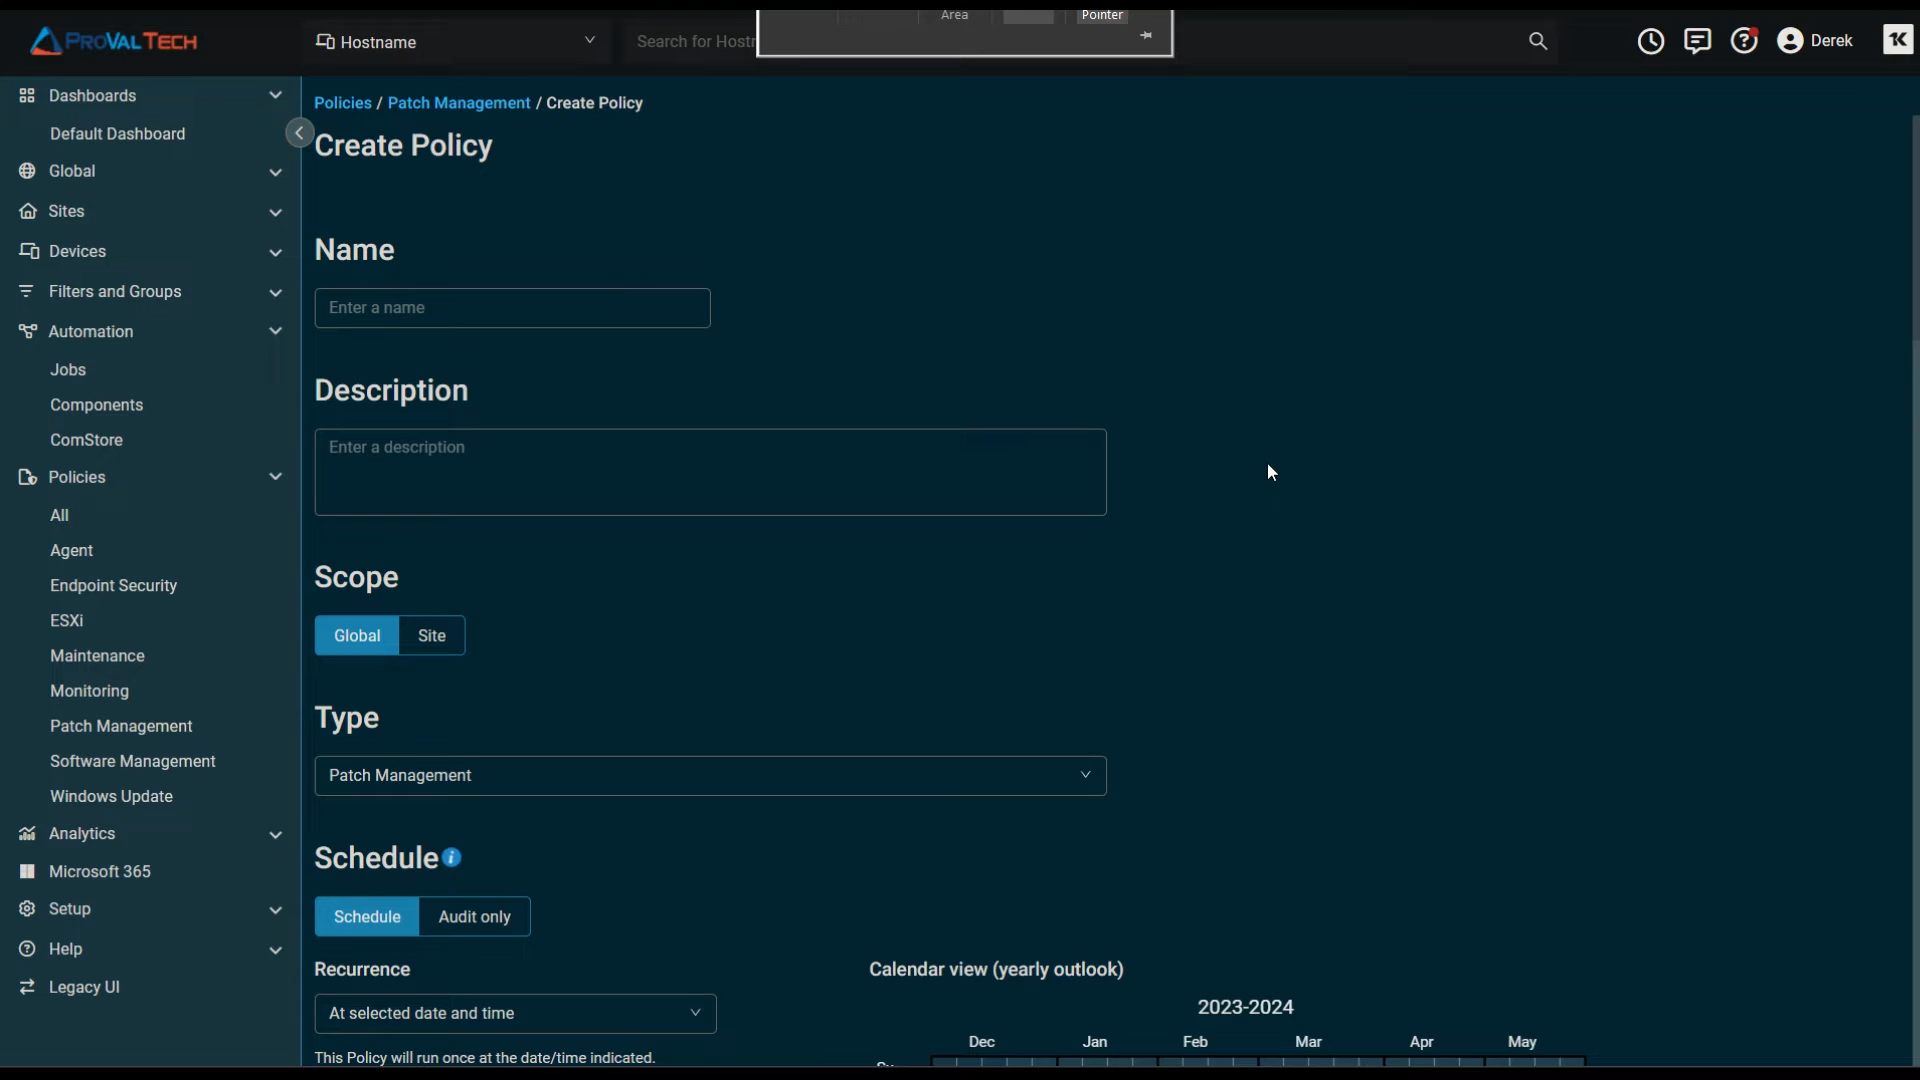 Area
Pointer
PROVALTECH
Hostname
Search for Hostr
Derek
Dashboards
Default Dashboard
Global
Sites
Devices
Filters and Groups
Automation
Jobs
Components
ComStore
Policies
All
Agent
Endpoint Security
ESXi
Maintenance
Monitoring
Patch Management
Software Management
Windows Update
Analytics
Microsoft 365
Setup
Help
Legacy UI
Policies / Patch Management / Create Policy
Create Policy
Name
Enter a name
Description
Enter a description
Scope
Global Site
Type
Patch Management
Schedule
Schedule Audit only
Recurrence
At selected date and time
This Policy will run once at the date/time indicated.
Calendar view (yearly outlook)
2023-2024
Dec Jan Feb Mar Apr May